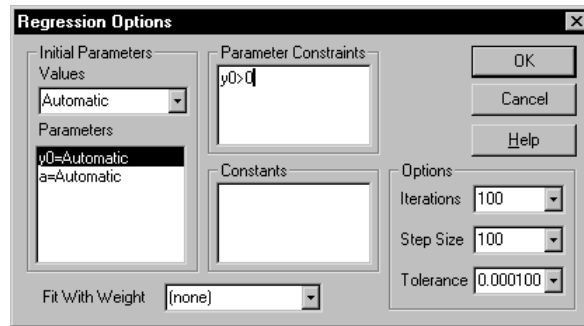 Regression Options
Initial Parameters
Values
Automatic
Parameters
y0=Automatic
a=Automatic
Parameter Constraints
y0>0
Constants
OK
Cancel
Help
Options
Iterations 100
Step Size 100
Tolerance 0.000100
Fit With Weight (none)